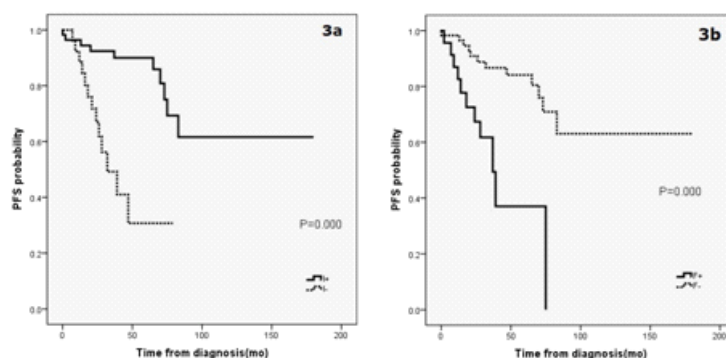 3a
PFS probability
1.0
0.8
0.6
0.4
0.2
0.0
P=0.000
I+
I-
0
50
100
150
200
Time from diagnosis(mo)
3b
PFS probability
1.0
0.8
0.6
0.4
0.2
0.0
P=0.000
F+
F-
0
50
100
150
200
Time from diagnosis(mo)